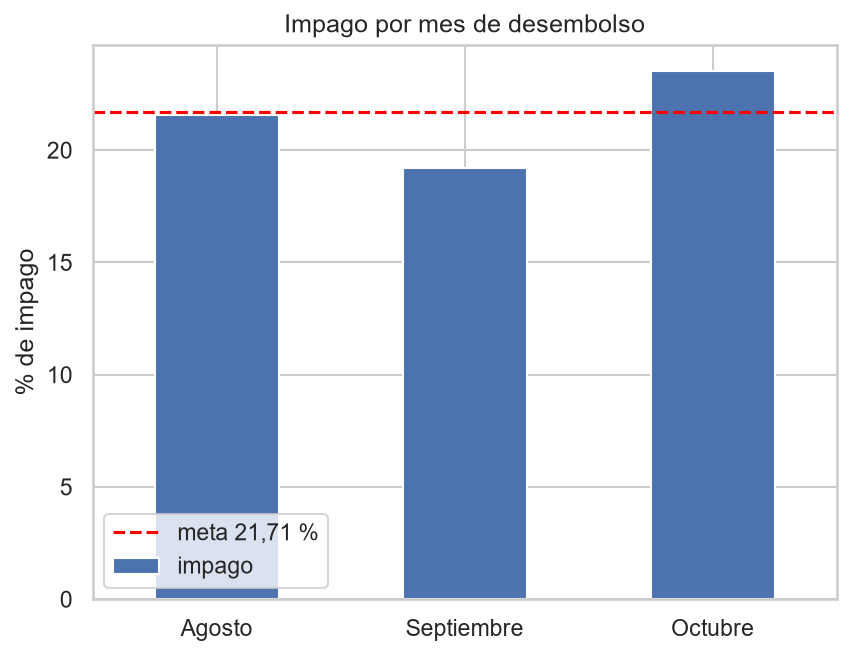 Impago por mes de desembolso
% de impago
20
15
10
5
0
meta 21,71 %
impago
Agosto
Septiembre
Octubre